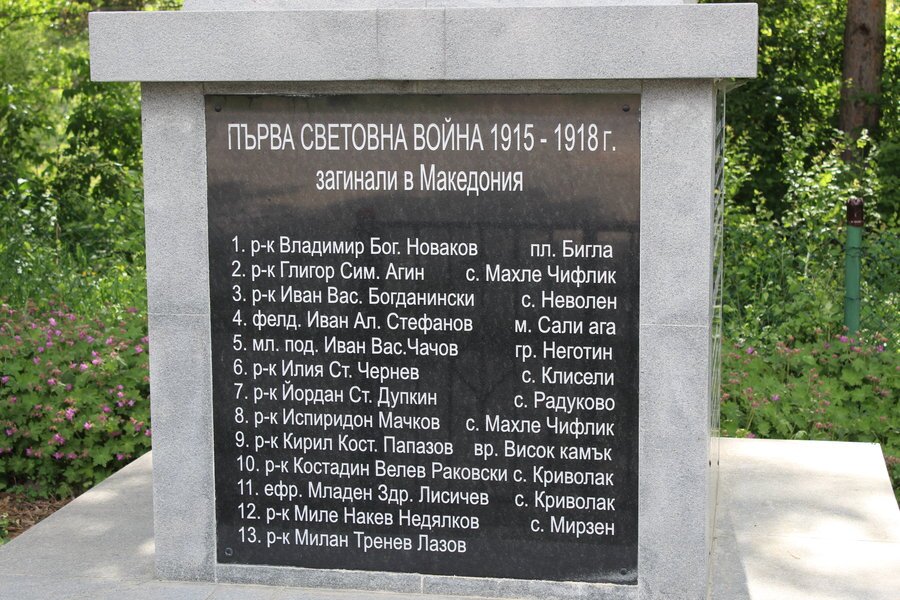 ПЪРВА СВЕТОВНА ВОЙНА 1915 - 1918 г.
загинали в Македония
1. р-к Владимир Бог. Новаков пл. Бигла
2. р-к Глигор Сим. Агин с. Махле Чифлик
3. р-к Иван Вас. Богданински с. Неволен
4. фелд. Иван Ал. Стефанов м. Сали ага
5. мл. под. Иван Вас.Чачов гр. Неготин
6. р-к Илия Ст. Чернев с. Клисели
7. р-к Йордан Ст. Дупкин с. Радуково
8. р-к Испиридон Мачков с. Махле Чифлик
9. р-к Кирил Кост. Папазов вр. Висок камък
10. р-к Костадин Велев Раковски с. Криволак
11. ефр. Младен Здр. Лисичев с. Криволак
12. р-к Миле Накев Недялков с. Мирзен
13. р-к Милан Тренев Лазов